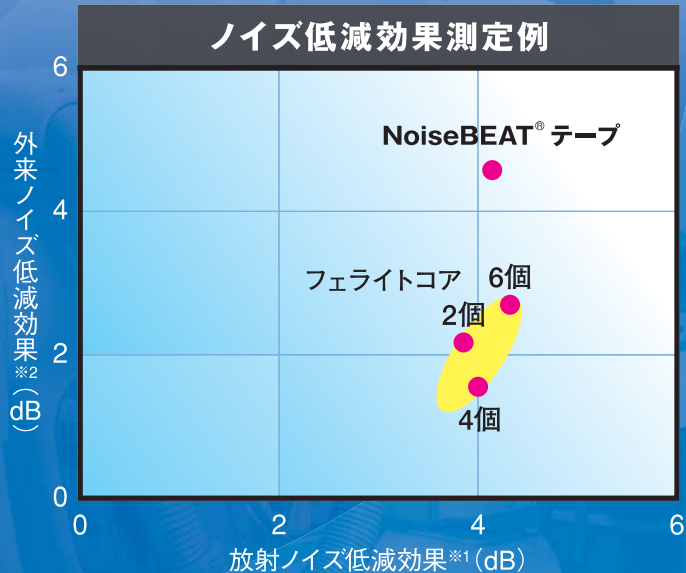 ノイズ低減効果測定例
6
NoiseBEAT® テープ
4
フェライトコア 6個
2個
2
4個
0
外来ノイズ低減効果※2(dB)
0 2 4 6
放射ノイズ低減効果※1(dB)